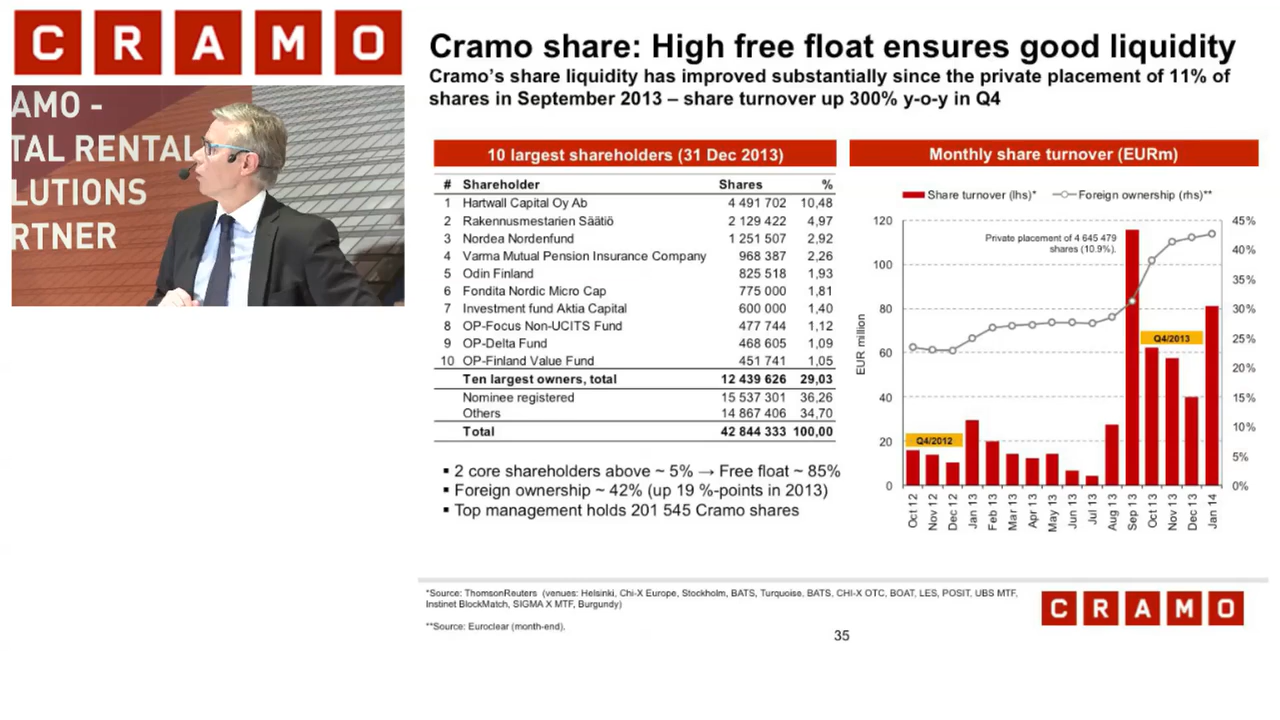 CRAMO
AMO -
TAL RENTAL
LUTIONS
RTNER
Cramo share: High free float ensures good liquidity
Cramo's share liquidity has improved substantially since the private placement of 11% of
shares in September 2013 – share turnover up 300% y-o-y in Q4
10 largest shareholders (31 Dec 2013)
# Shareholder Shares %
1 Hartwall Capital Oy Ab 4 491 702 10,48
2 Rakennusmestarien Säätiö 2 129 422 4,97
3 Nordea Nordenfund 1 251 507 2,92
4 Varma Mutual Pension Insurance Company 968 387 2,26
5 Odin Finland 825 518 1,93
6 Fondita Nordic Micro Cap 775 000 1,81
7 Investment fund Aktia Capital 600 000 1,40
8 OP-Focus Non-UCITS Fund 477 744 1,12
9 OP-Delta Fund 468 605 1,09
10 OP-Finland Value Fund 451 741 1,05
Ten largest owners, total 12 439 626 29,03
Nominee registered 15 537 301 36,26
Others 14 867 406 34,70
Total 42 844 333 100,00
▪ 2 core shareholders above ~ 5% → Free float ~ 85%
▪ Foreign ownership ~ 42% (up 19 %-points in 2013)
▪ Top management holds 201 545 Cramo shares
Monthly share turnover (EURm)
Share turnover (lhs)* Foreign ownership (rhs)**
Private placement of 4 645 479
shares (10.9%).
EUR million
120
100
80
60
40
20
0
45%
40%
35%
30%
25%
20%
15%
10%
5%
0%
Q4/2012
Q4/2013
Oct 12
Nov 12
Dec 12
Jan 13
Feb 13
Mar 13
Apr 13
May 13
Jun 13
Jul 13
Aug 13
Sep 13
Oct 13
Nov 13
Dec 13
Jan 14
*Source: ThomsonReuters (venues: Helsinki, Chi-X Europe, Stockholm, BATS, Turquoise, BATS, CHI-X OTC, BOAT, LES, POSIT, UBS MTF,
Instinet BlockMatch, SIGMA X MTF, Burgundy)
**Source: Euroclear (month-end).
CRAMO
35